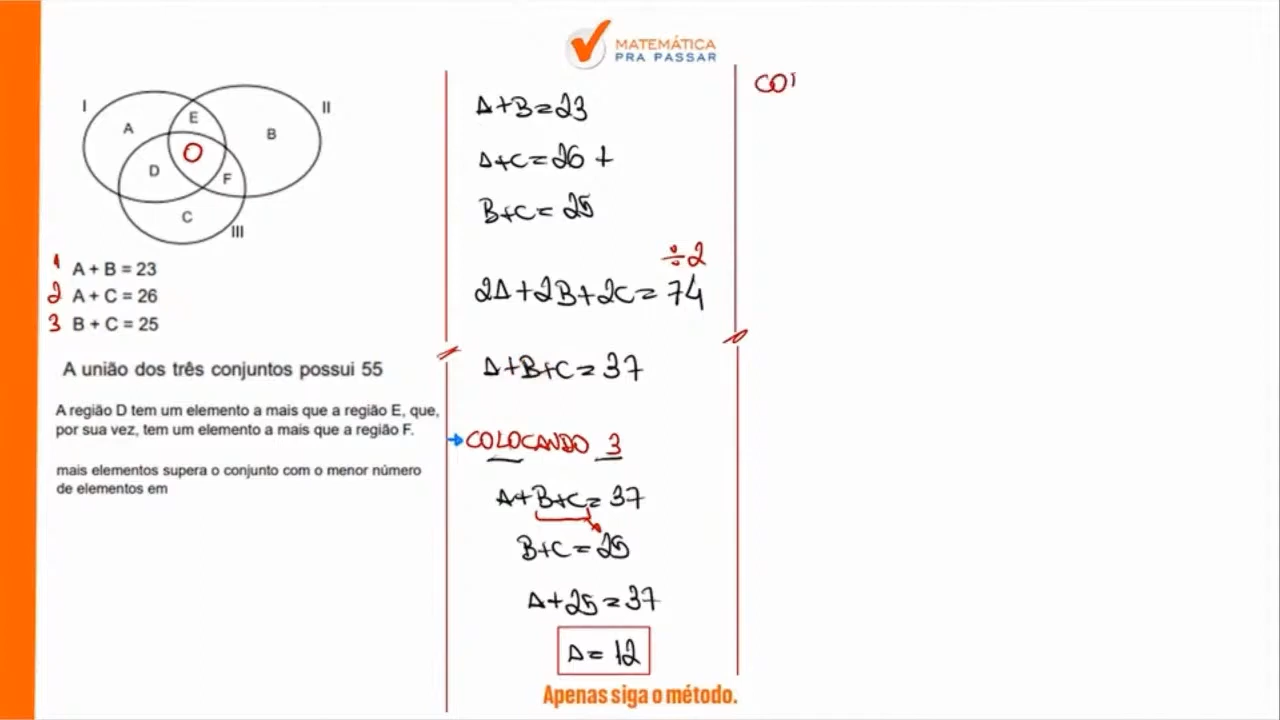 MATEMÁTICA
PRA PASSAR
I
II
A
E
B
O
D
F
C
III
1 A + B = 23
2 A + C = 26
3 B + C = 25
A união dos três conjuntos possui 55
A região D tem um elemento a mais que a região E, que,
por sua vez, tem um elemento a mais que a região F.
mais elementos supera o conjunto com o menor número
de elementos em
A+B=23
A+C=26 +
B+C=25
÷2
2A+2B+2C=74
A+B+C=37
COLOCANDO 3
A+B+C=37
B+C=25
A+25=37
A=12
CO
Apenas siga o método.